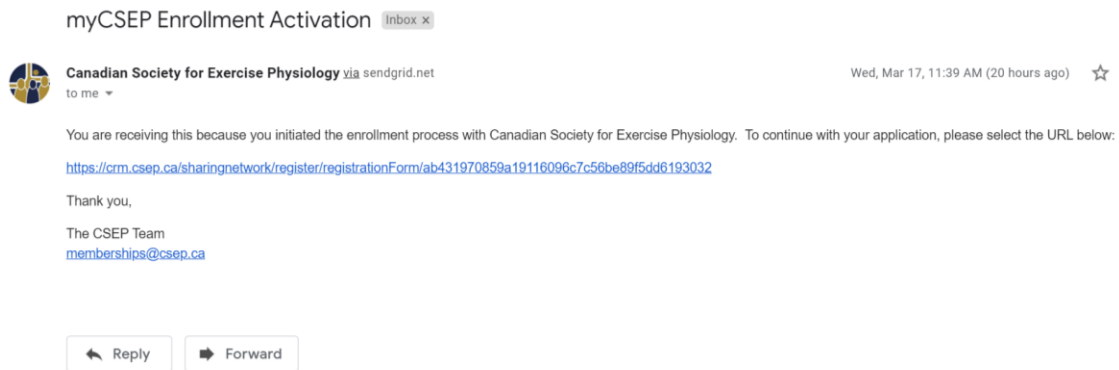 myCSEP Enrollment Activation Inbox ×
Canadian Society for Exercise Physiology via sendgrid.net Wed, Mar 17, 11:39 AM (20 hours ago)
to me
You are receiving this because you initiated the enrollment process with Canadian Society for Exercise Physiology. To continue with your application, please select the URL below:
https://crm.csep.ca/sharingnetwork/register/registrationForm/ab431970859a19116096c7c56be89f5dd6193032
Thank you,
The CSEP Team
memberships@csep.ca
Reply Forward